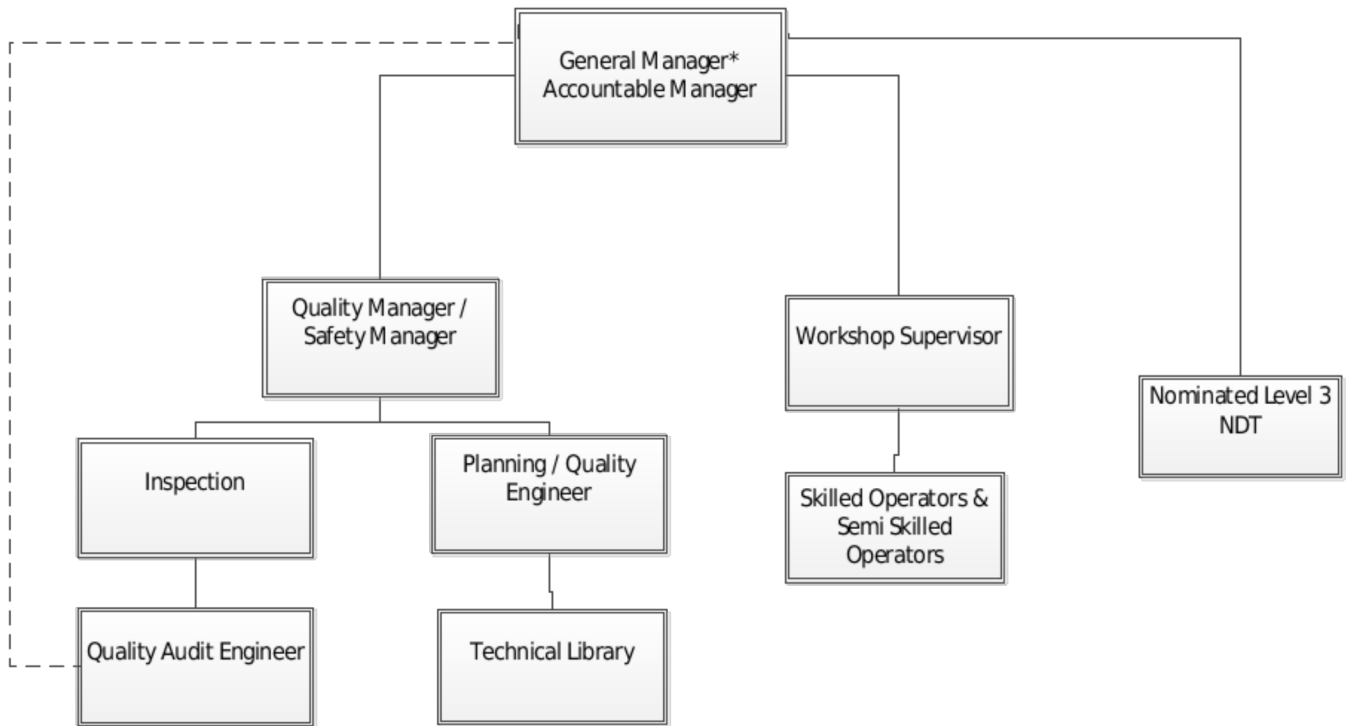 General Manager*
Accountable Manager
Quality Manager /
Safety Manager
Workshop Supervisor
Nominated Level 3
NDT
Inspection
Planning / Quality
Engineer
Skilled Operators &
Semi Skilled
Operators
Quality Audit Engineer
Technical Library